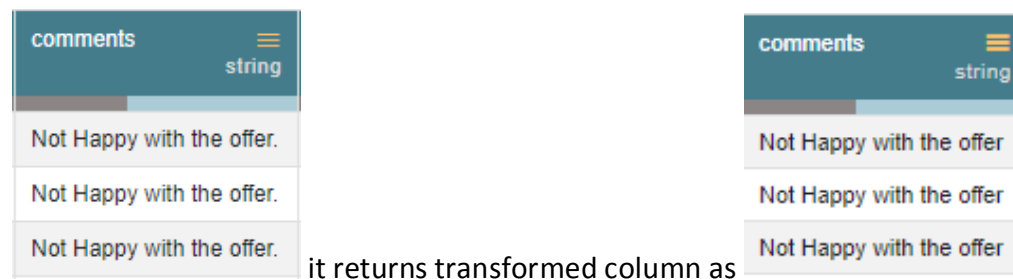 comments
string
Not Happy with the offer.
Not Happy with the offer.
Not Happy with the offer.
it returns transformed column as
comments
string
Not Happy with the offer
Not Happy with the offer
Not Happy with the offer